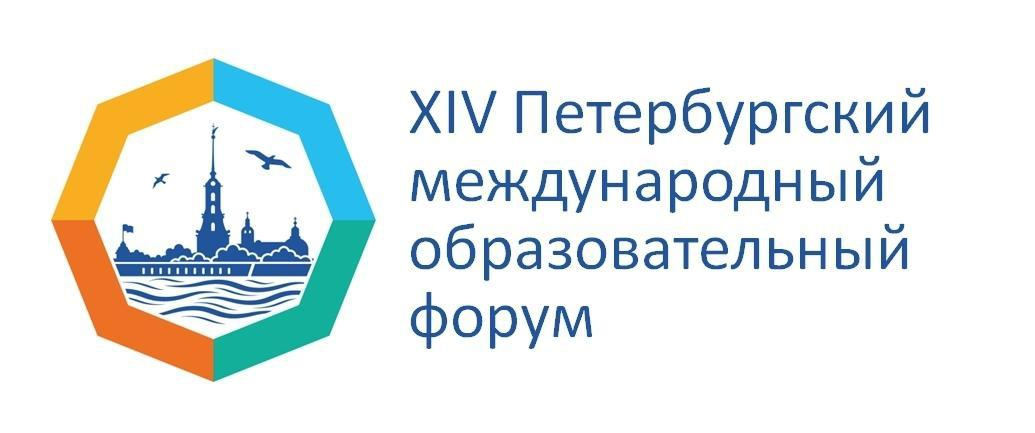 XIV Петербургский
международный
образовательный
форум